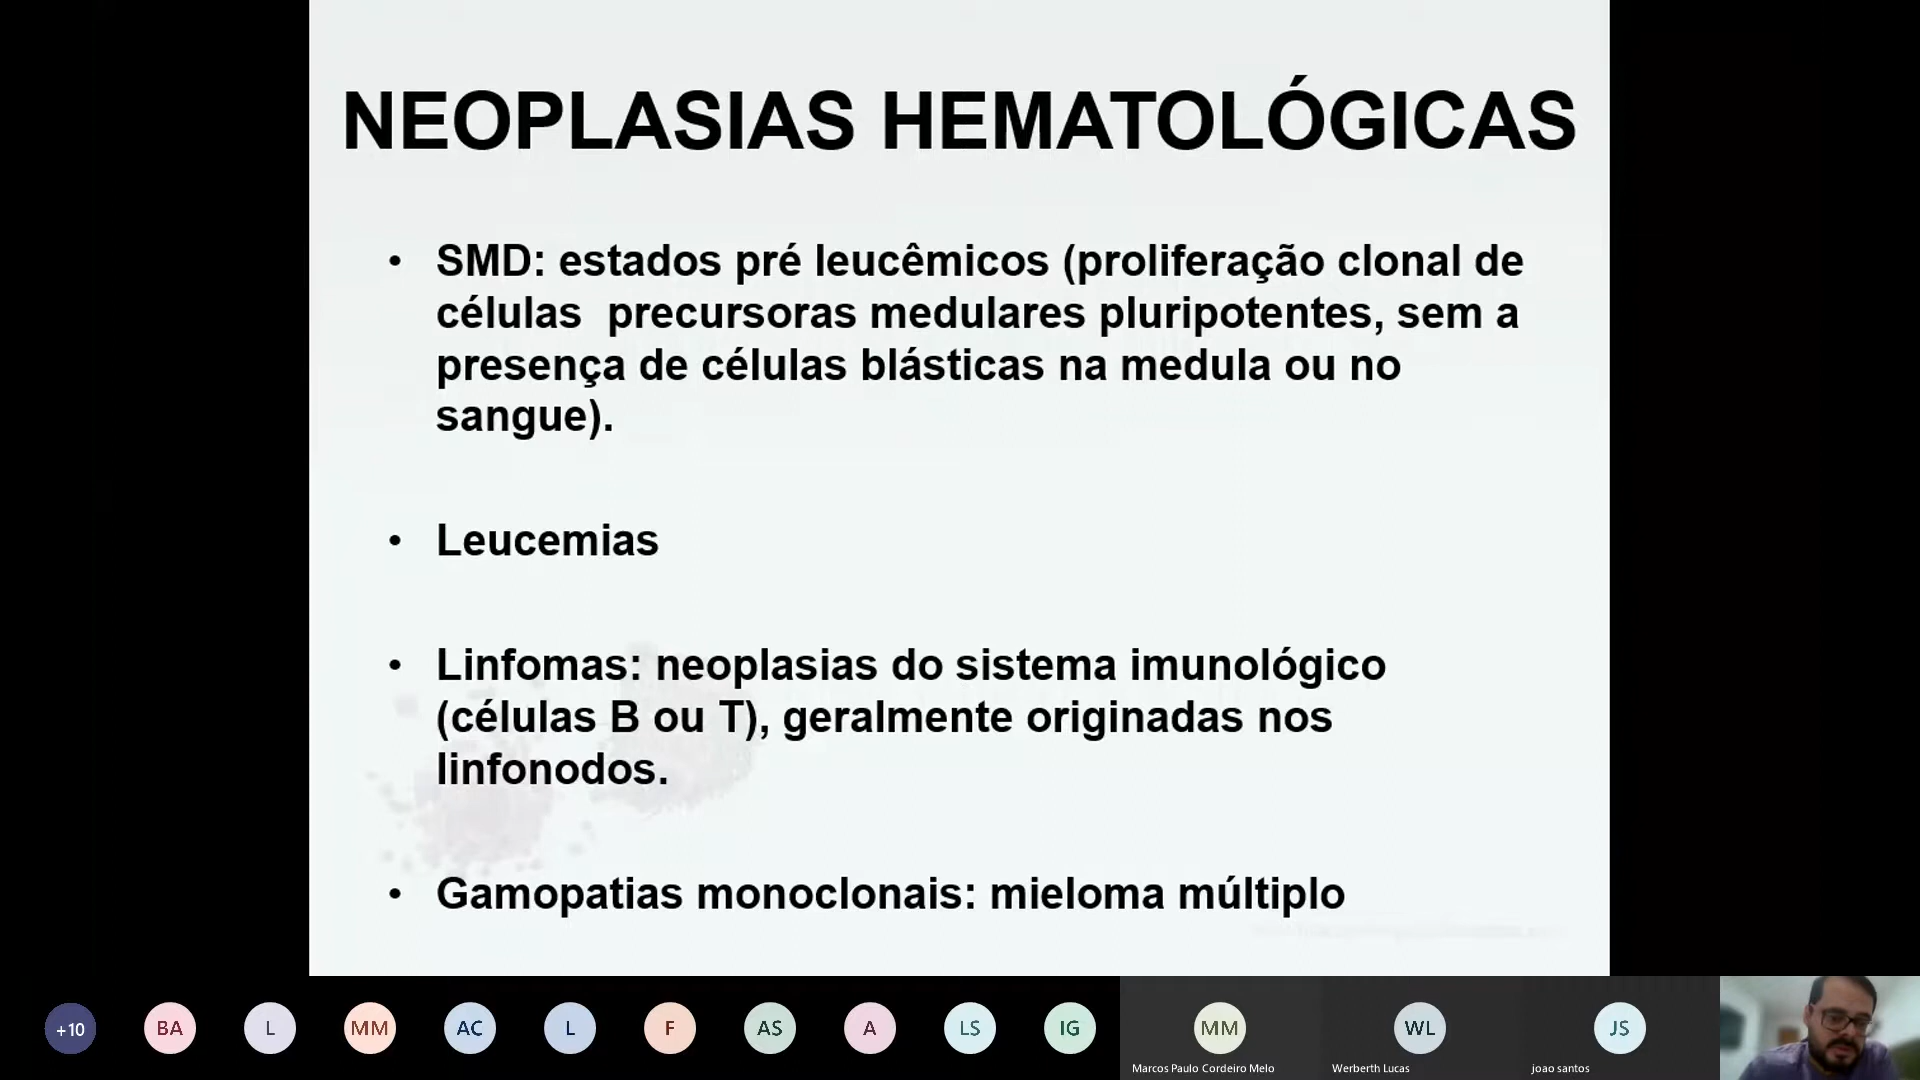 NEOPLASIAS HEMATOLÓGICAS
• SMD: estados pré leucêmicos (proliferação clonal de
células precursoras medulares pluripotentes, sem a
presença de células blásticas na medula ou no
sangue).
• Leucemias
• Linfomas: neoplasias do sistema imunológico
(células B ou T), geralmente originadas nos
linfonodos.
• Gamopatias monoclonais: mieloma múltiplo
+10 BA L MM AC L F AS A LS IG MM WL JS
Marcos Paulo Cordeiro Melo Werberth Lucas joao santos